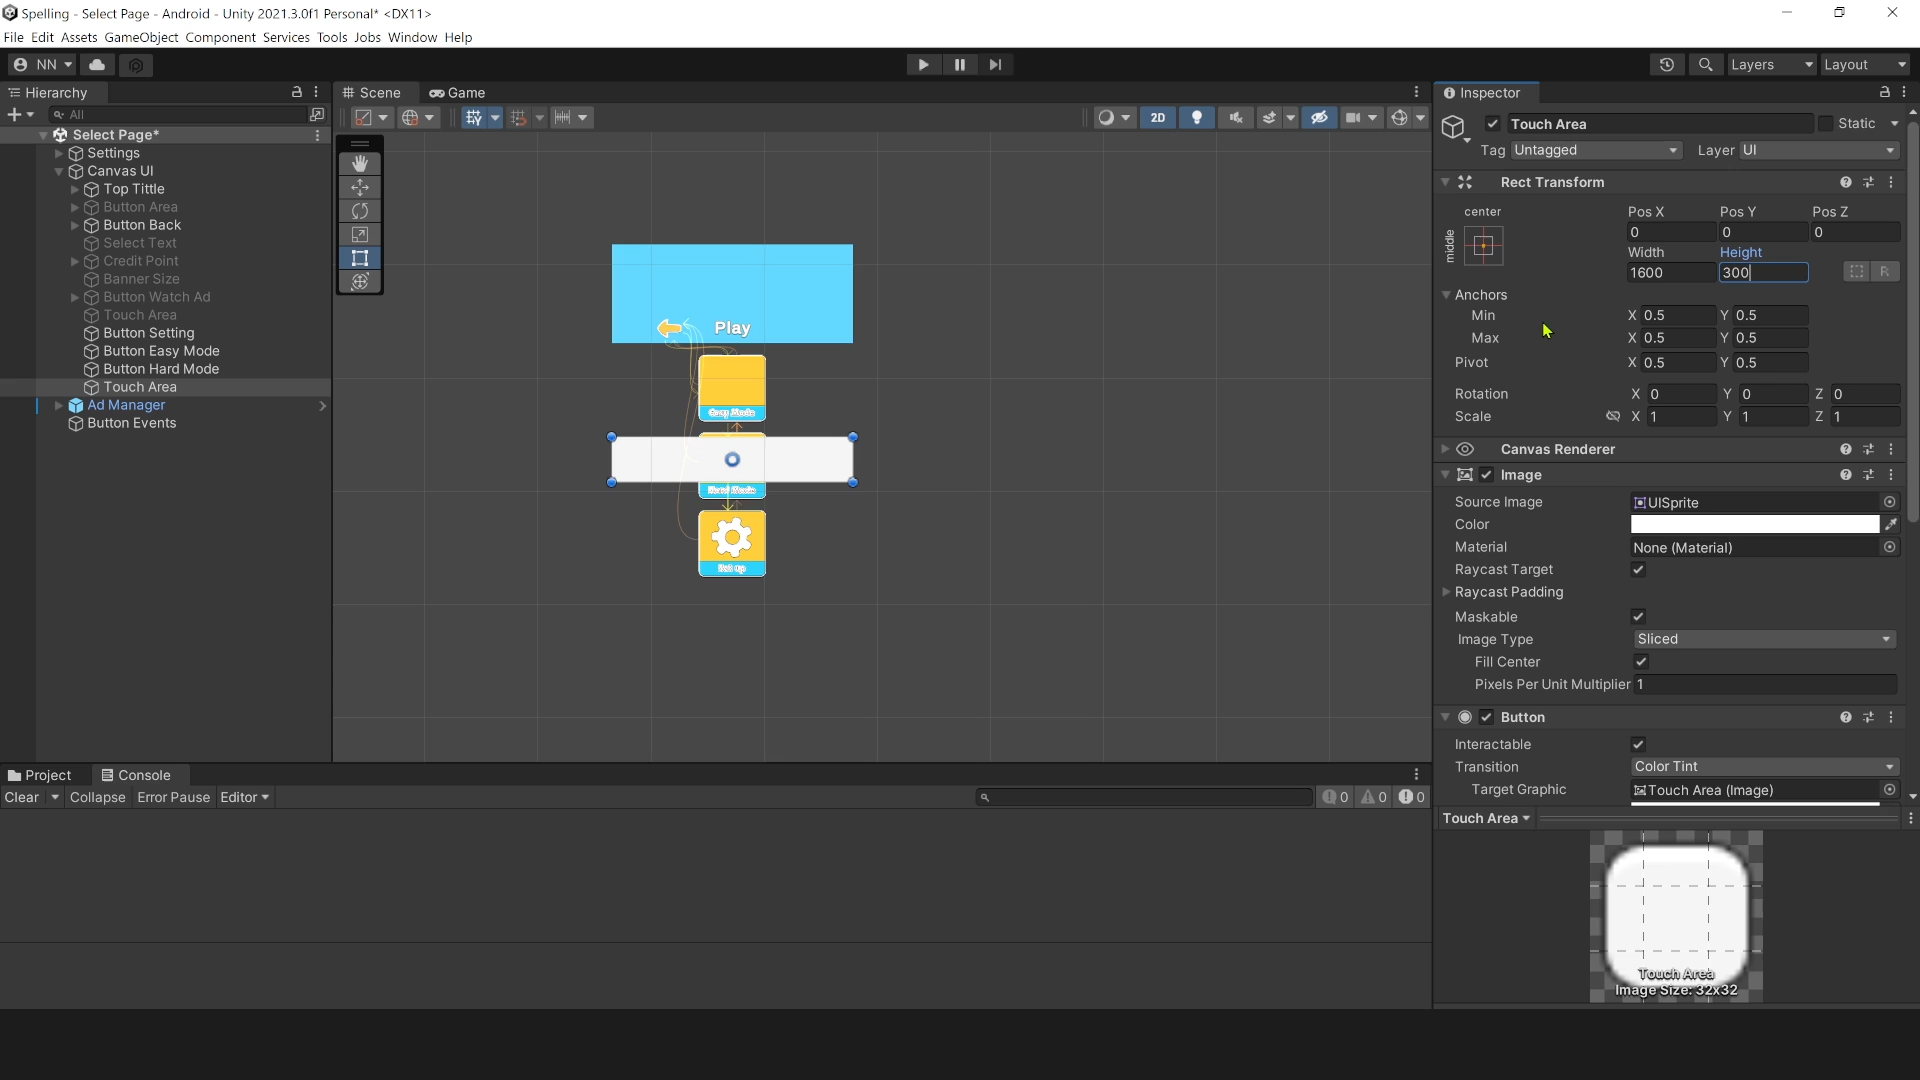 Spelling - Select Page - Android - Unity 2021.3.0f1 Personal* <DX11>
File Edit Assets GameObject Component Services Tools Jobs Window Help
NN
Layers
Layout
Hierarchy
All
Select Page*
Settings
Canvas UI
Top Tittle
Button Area
Button Back
Select Text
Credit Point
Banner Size
Button Watch Ad
Touch Area
Button Setting
Button Easy Mode
Button Hard Mode
Touch Area
Ad Manager
Button Events
Scene
Game
2D
Play
Easy Mode
Hard Mode
Set Up
Project
Console
Clear
Collapse
Error Pause
Editor
0
0
0
Inspector
Touch Area
Static
Tag Untagged
Layer UI
Rect Transform
center
middle
Pos X Pos Y Pos Z
0 0 0
Width Height
1600 300
R
Anchors
Min X 0.5 Y 0.5
Max X 0.5 Y 0.5
Pivot X 0.5 Y 0.5
Rotation X 0 Y 0 Z 0
Scale X 1 Y 1 Z 1
Canvas Renderer
Image
Source Image UISprite
Color
Material None (Material)
Raycast Target
Raycast Padding
Maskable
Image Type Sliced
Fill Center
Pixels Per Unit Multiplier 1
Button
Interactable
Transition Color Tint
Target Graphic Touch Area (Image)
Touch Area
Touch Area
Image Size: 32x32